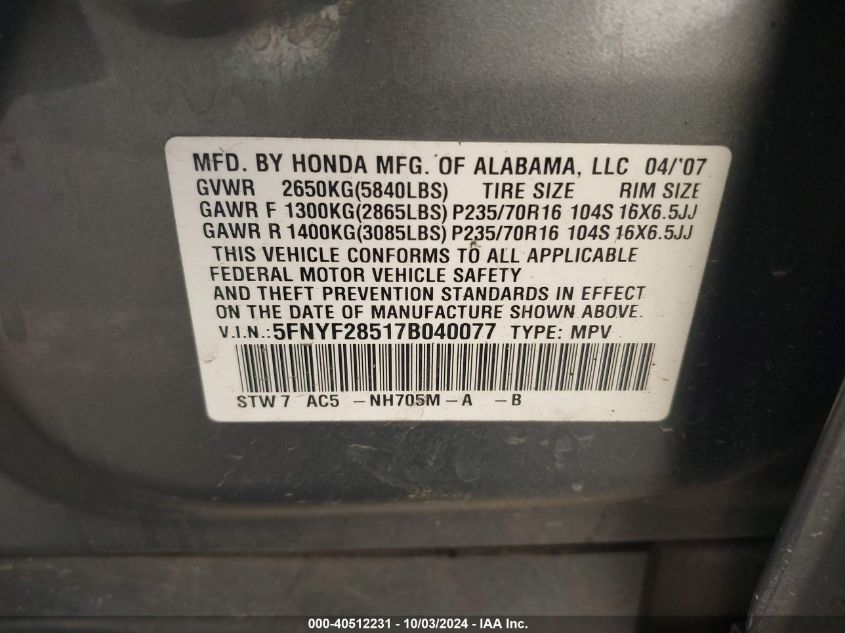 MFD. BY HONDA MFG. OF ALABAMA, LLC 04/'07
GVWR 2650KG(5840LBS) TIRE SIZE RIM SIZE
GAWR F 1300KG(2865LBS) P235/70R16 104S 16X6.5JJ
GAWR R 1400KG(3085LBS) P235/70R16 104S 16X6.5JJ
THIS VEHICLE CONFORMS TO ALL APPLICABLE
FEDERAL MOTOR VEHICLE SAFETY
AND THEFT PREVENTION STANDARDS IN EFFECT
ON THE DATE OF MANUFACTURE SHOWN ABOVE.
V.I.N.: 5FNYF28517B040077 TYPE: MPV
STW7 AC5 -NH705M-A -B
000-40512231 - 10/03/2024 - IAA Inc.